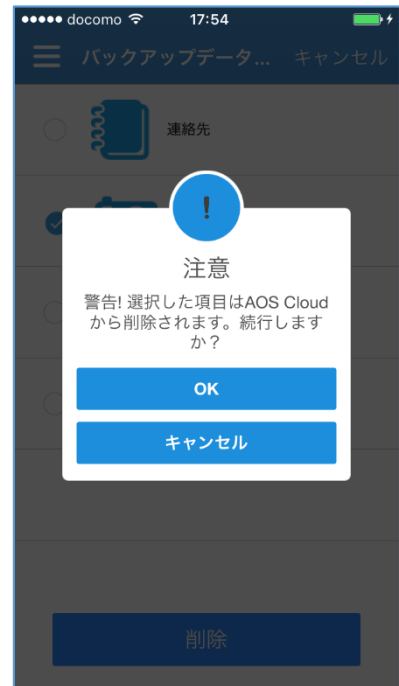 docomo 17:54
バックアップデータ... キャンセル
連絡先
!
注意
警告! 選択した項目はAOS Cloud
から削除されます。続行します
か？
OK
キャンセル
削除